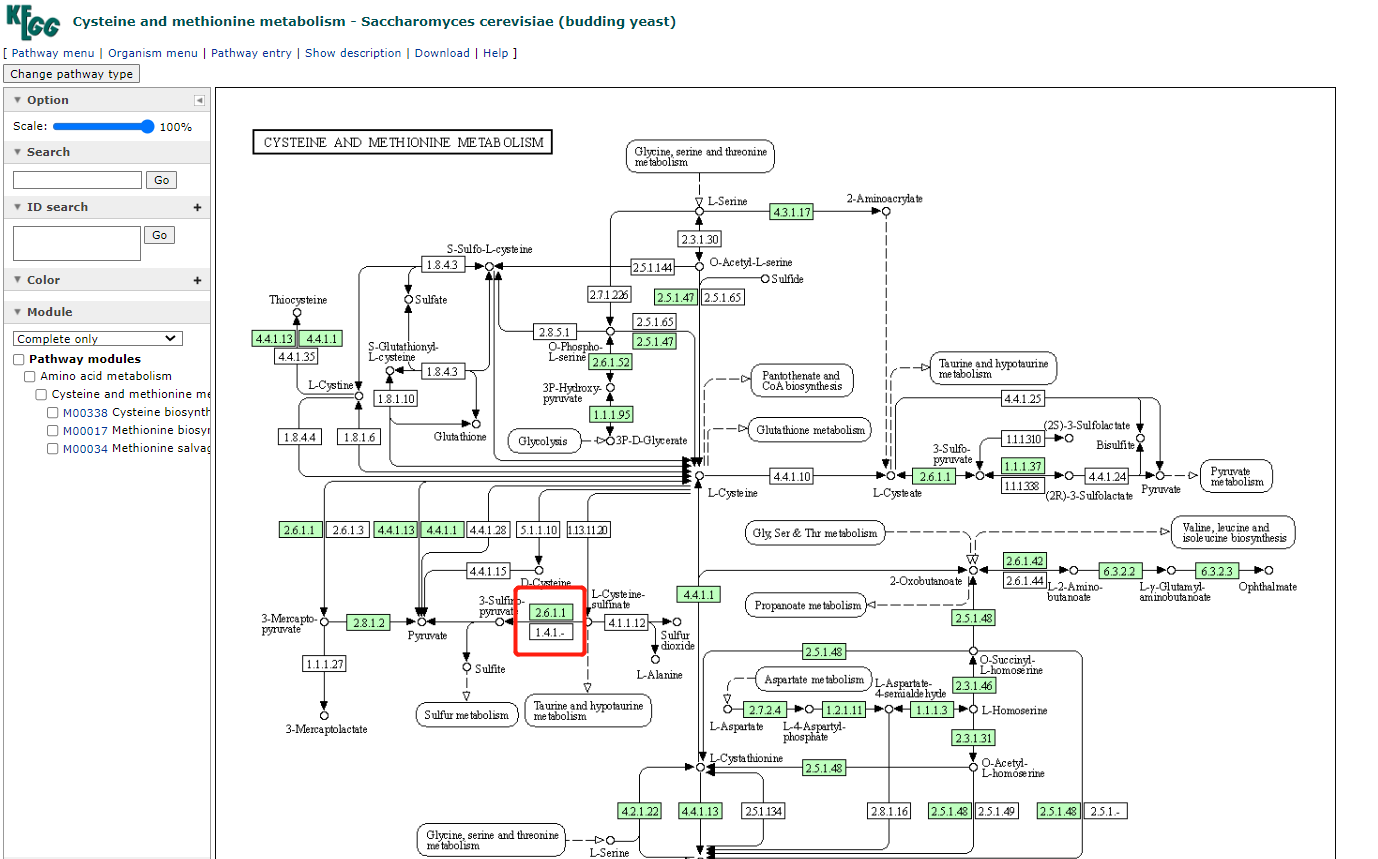 KEGG
Cysteine and methionine metabolism - Saccharomyces cerevisiae (budding yeast)
[ Pathway menu | Organism menu | Pathway entry | Show description | Download | Help ]
Change pathway type
▼ Option
Scale: 100%
▼ Search
Go
▼ ID search +
Go
▼ Color +
▼ Module
Complete only
Pathway modules
Amino acid metabolism
Cysteine and methionine me
M00338 Cysteine biosynth
M00017 Methionine biosyn
M00034 Methionine salvag
CYSTEINE AND METHIONINE METABOLISM
Glycine, serine and threonine
metabolism
L-Serine
4.3.1.17
2-Aminoacrylate
2.3.1.30
S-Sulfo-L-cysteine
1.8.4.3
2.5.1.144
O-Acetyl-L-serine
Sulfide
Thiocysteine
Sulfate
2.7.1.226
2.5.1.47
2.5.1.65
4.4.1.13
4.4.1.1
4.4.1.35
S-Glutathionyl-
L-cysteine
2.8.5.1
2.5.1.65
2.5.1.47
O-Phospho-
L-serine
2.6.1.52
1.8.4.3
L-Cystine
1.8.1.10
3P-Hydroxy-
pyruvate
1.1.1.95
Pantothenate and
CoA biosynthesis
Taurine and hypotaurine
metabolism
4.4.1.25
1.8.4.4
1.8.1.6
Glutathione
Glycolysis
3P-D-Glycerate
Glutathione metabolism
(2S)-3-Sulfolactate
1.1.1.310
Bisulfite
3-Sulfo-
pyruvate
L-Cysteine
4.4.1.10
L-Cysteate
2.6.1.1
1.1.1.37
1.1.1.338
4.4.1.24
(2R)-3-Sulfolactate
Pyruvate
Pyruvate
metabolism
2.6.1.1
2.6.1.3
4.4.1.13
4.4.1.1
4.4.1.28
5.1.1.10
1.13.11.20
Gly, Ser & Thr metabolism
Valine, leucine and
isoleucine biosynthesis
4.4.1.15
D-Cysteine
2-Oxobutanoate
2.6.1.42
2.6.1.44
L-2-Amino-
butanoate
6.3.2.2
L-γ-Glutamyl-
aminobutanoate
6.3.2.3
Ophthalmate
4.4.1.1
Propanoate metabolism
2.5.1.48
3-Mercapto-
pyruvate
2.8.1.2
Pyruvate
3-Sulfino-
pyruvate
2.6.1.1
1.4.1.-
L-Cysteine-
sulfinate
4.1.1.12
Sulfur
dioxide
1.1.1.27
Sulfite
L-Alanine
2.5.1.48
O-Succinyl-
L-homoserine
Aspartate metabolism
L-Aspartate-
4-semialdehyde
2.3.1.46
3-Mercaptolactate
Sulfur metabolism
Taurine and hypotaurine
metabolism
L-Aspartate
2.7.2.4
L-4-Aspartyl-
phosphate
1.2.1.11
1.1.1.3
L-Homoserine
2.3.1.31
L-Cystathionine
2.5.1.48
O-Acetyl-
L-homoserine
4.2.1.22
4.4.1.13
2.5.1.134
2.8.1.16
2.5.1.48
2.5.1.49
2.5.1.48
2.5.1.-
Glycine, serine and threonine
metabolism
L-Serine